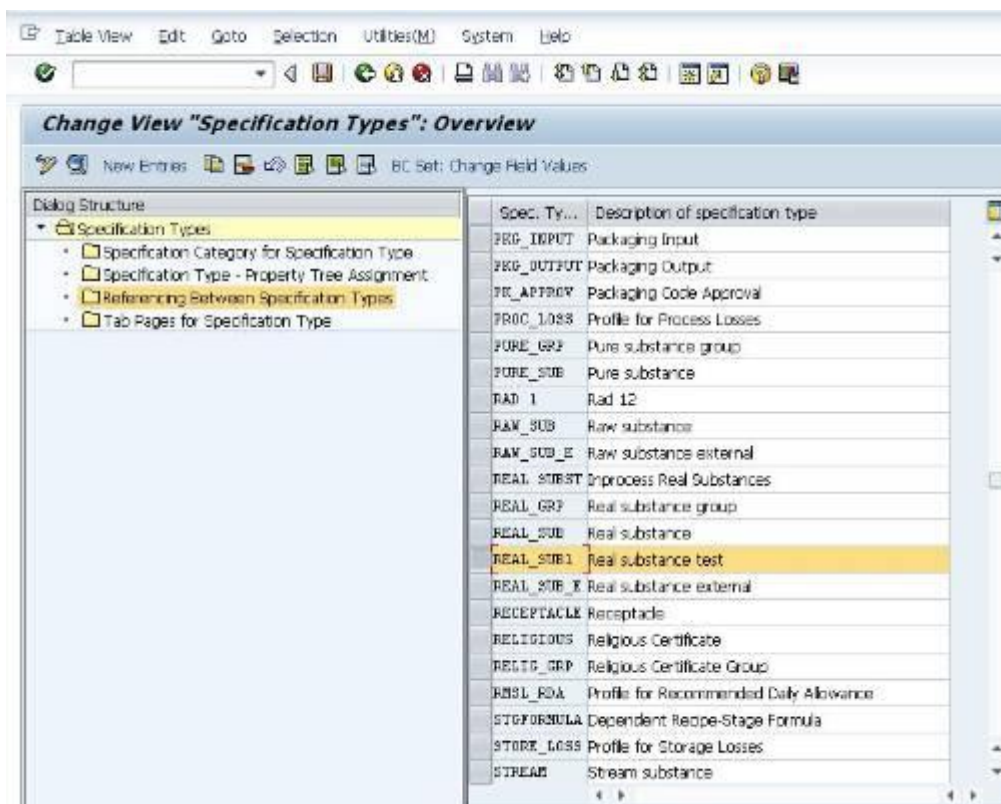 Table View Edit Goto Selection Utilities(M) System Help
Change View "Specification Types": Overview
New Entries BC Set: Change Field Values
Dialog Structure
Specification Types
Specification Category for Specification Type
Specification Type - Property Tree Assignment
Referencing Between Specification Types
Tab Pages for Specification Type
Spec. Ty... Description of specification type
PKG_INPUT Packaging Input
PKG_OUTPUT Packaging Output
PK_APPROV Packaging Code Approval
PROC_LOSS Profile for Process Losses
PURE_GRP Pure substance group
PURE_SUB Pure substance
RAD 1 Rad 12
RAW_SUB Raw substance
RAW_SUB_E Raw substance external
REAL SUBST Inprocess Real Substances
REAL_GRP Real substance group
REAL_SUB Real substance
REAL_SUB1 Real substance test
REAL_SUB_E Real substance external
RECEPTACLE Receptacle
RELIGIOUS Religious Certificate
RELIG_GRP Religious Certificate Group
RMSL_RDA Profile for Recommended Daily Allowance
STGFORMULA Dependent Recipe-Stage Formula
STORE_LOSS Profile for Storage Losses
STREAM Stream substance